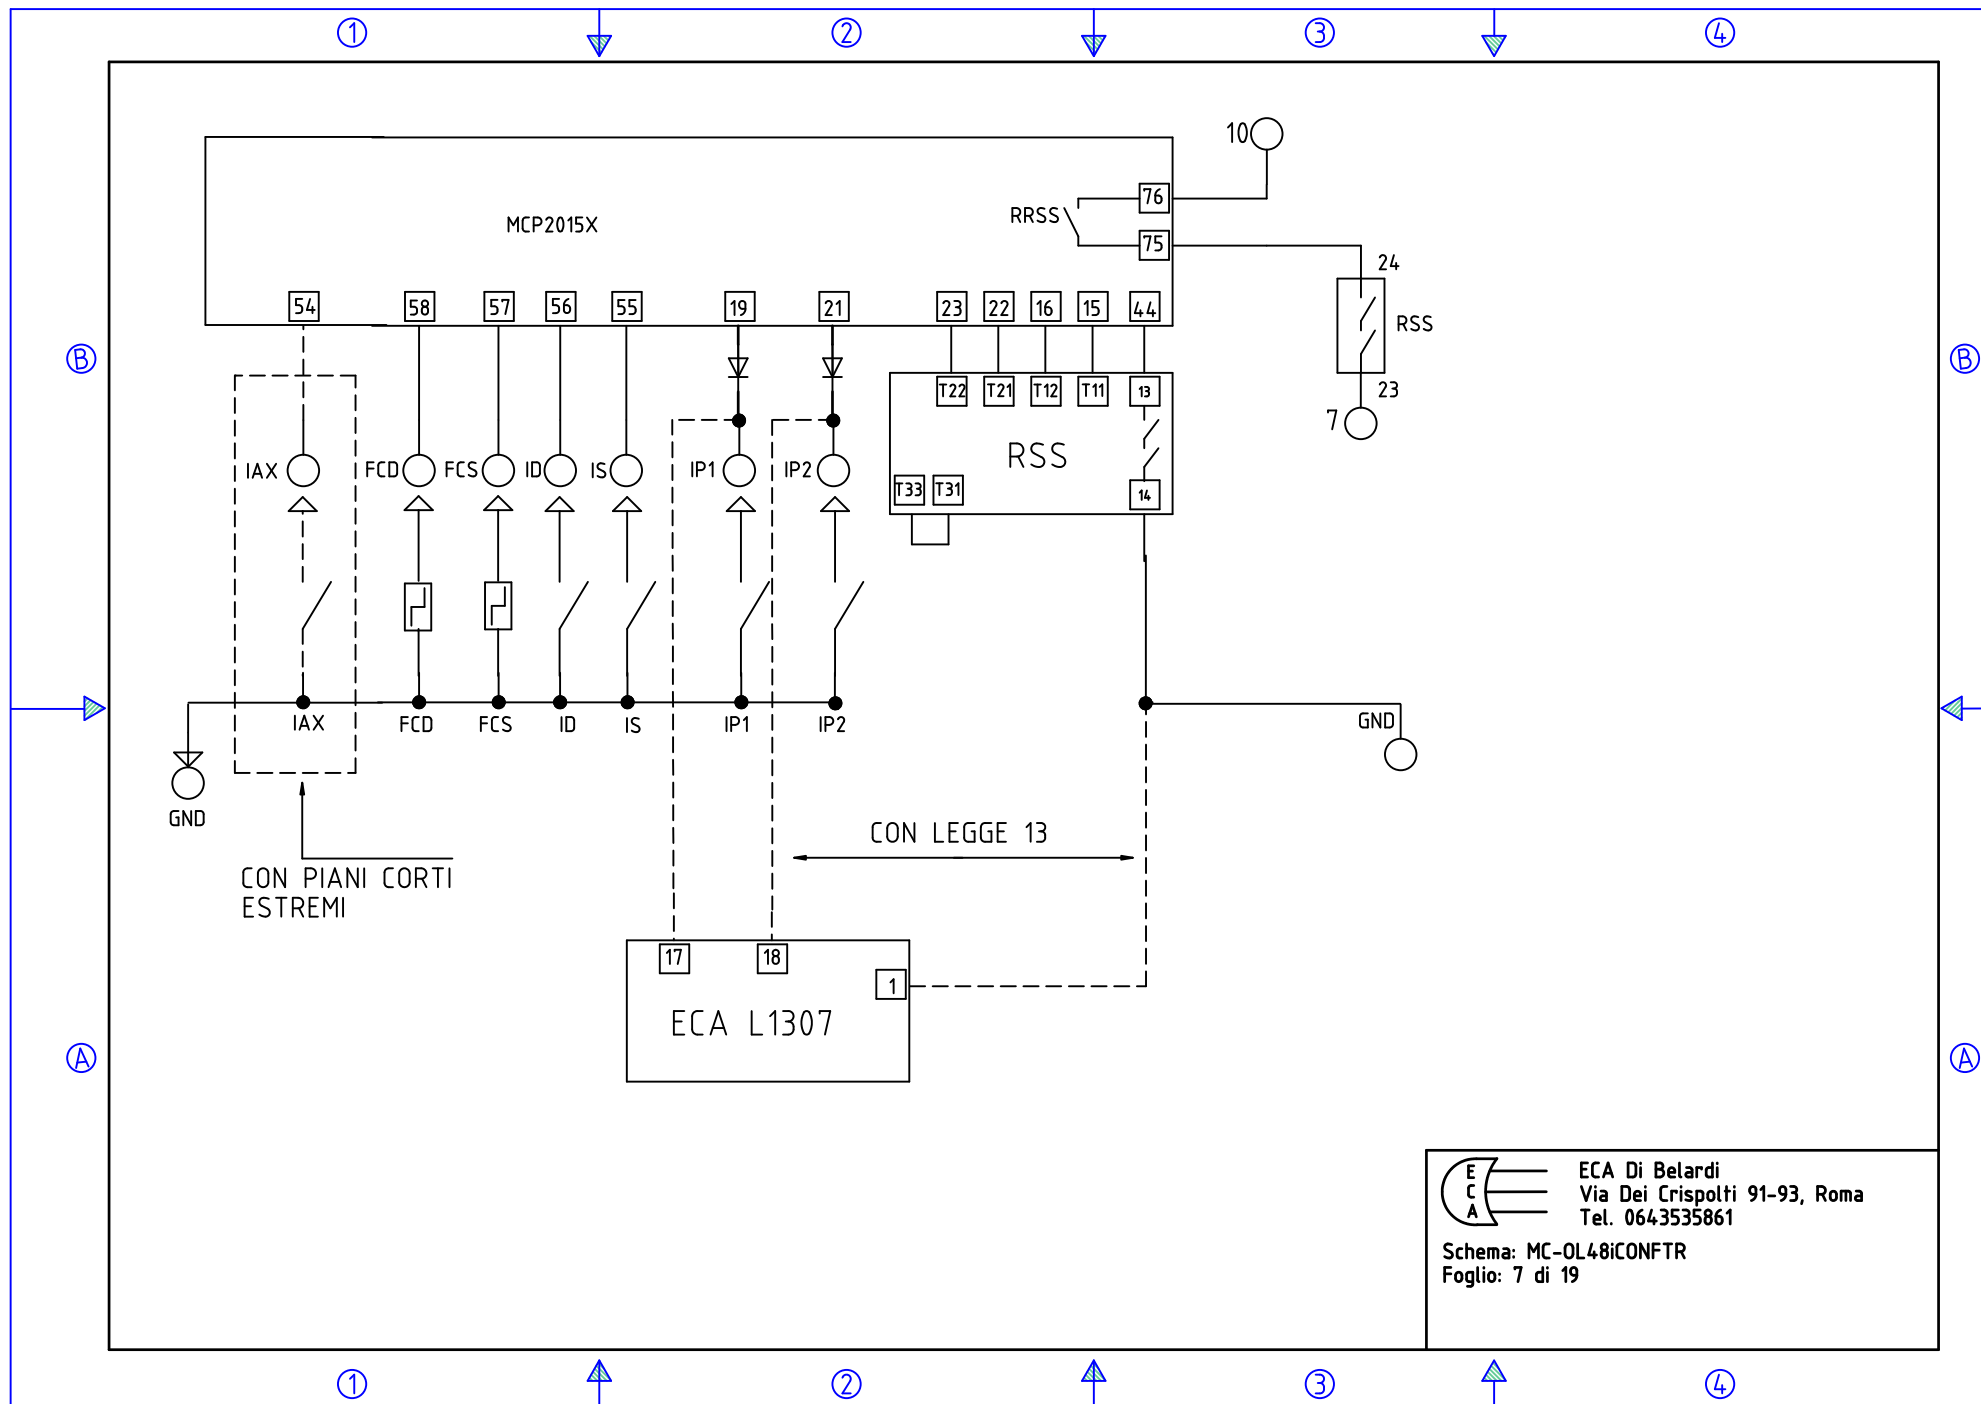 1 2 3 4
10
76
RRSS
MCP2015X
75
24
54 58 57 56 55 19 21 23 22 16 15 44
RSS
B B
T22 T21 T12 T11 13
23
7
RSS
IAX FCD FCS ID IS IP1 IP2
T33 T31 14
IAX FCD FCS ID IS IP1 IP2
GND
GND
CON LEGGE 13
CON PIANI CORTI
ESTREMI
17 18
1
ECA L1307
A A
E
C
A
ECA Di Belardi
Via Dei Crispolti 91-93, Roma
Tel. 0643535861
Schema: MC-OL48iCONFTR
Foglio: 7 di 19
1 2 3 4